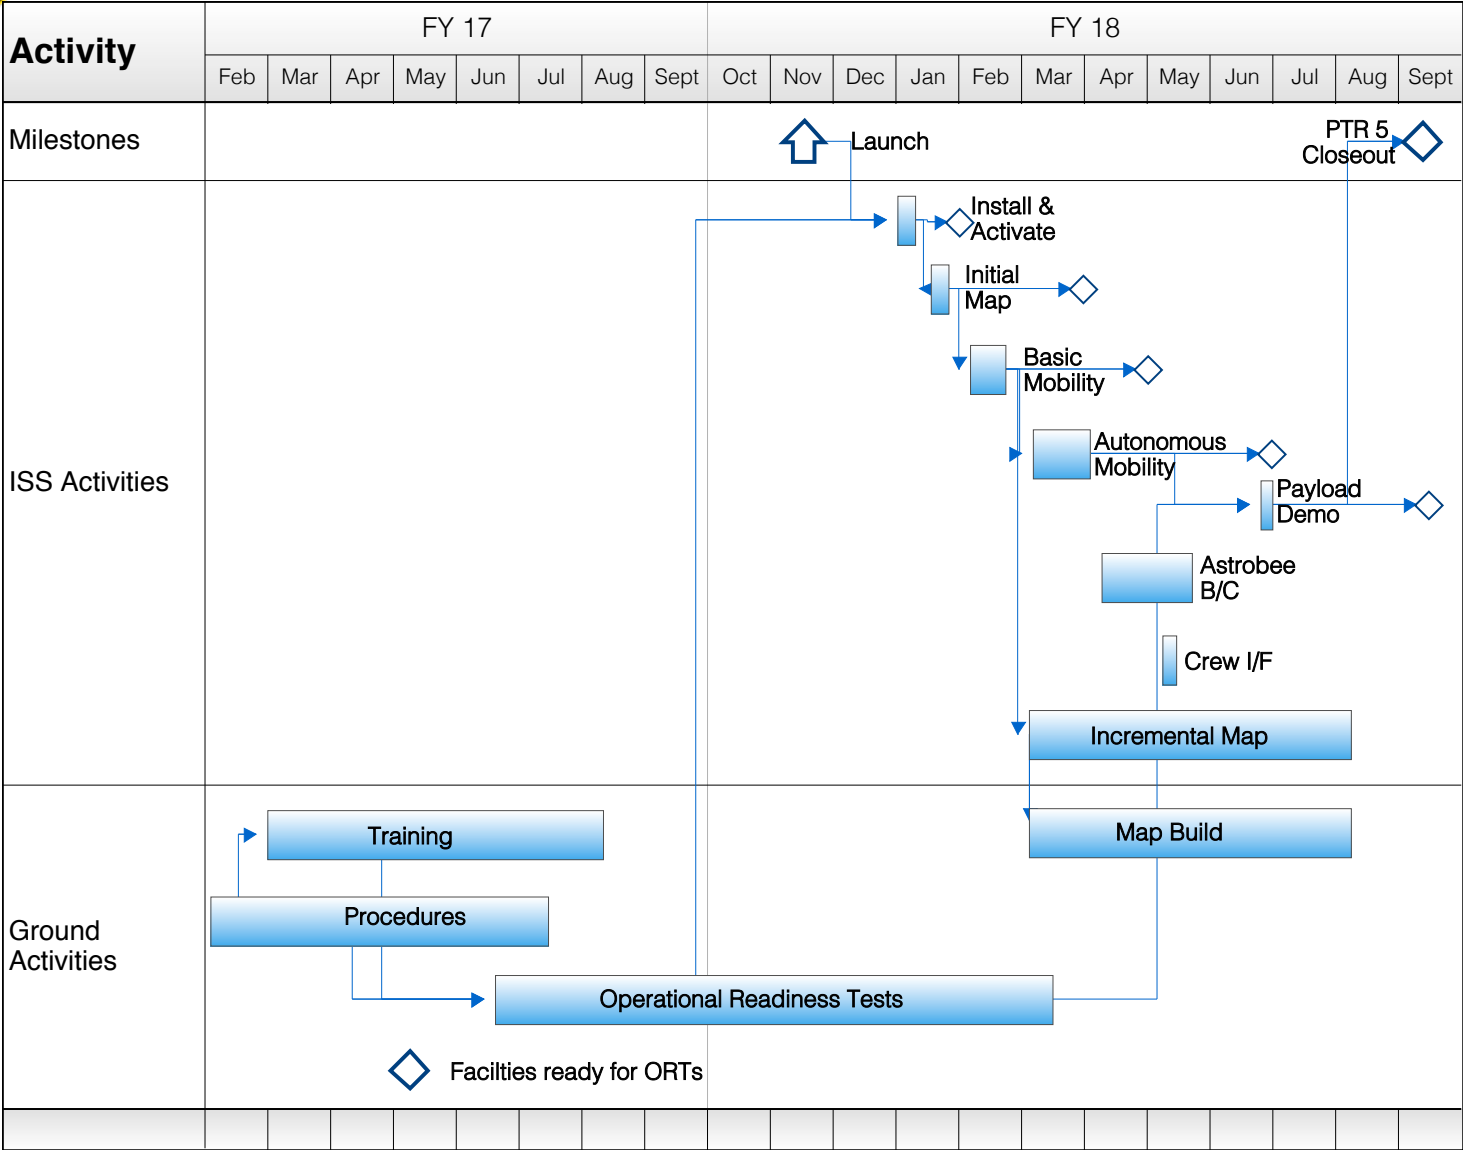 Activity
FY 17
FY 18
Feb Mar Apr May Jun Jul Aug Sept Oct Nov Dec Jan Feb Mar Apr May Jun Jul Aug Sept
Milestones
Launch
PTR 5
Closeout
ISS Activities
Install &
Activate
Initial
Map
Basic
Mobility
Autonomous
Mobility
Payload
Demo
Astrobee
B/C
Crew I/F
Incremental Map
Ground
Activities
Training
Map Build
Procedures
Operational Readiness Tests
Facilties ready for ORTs